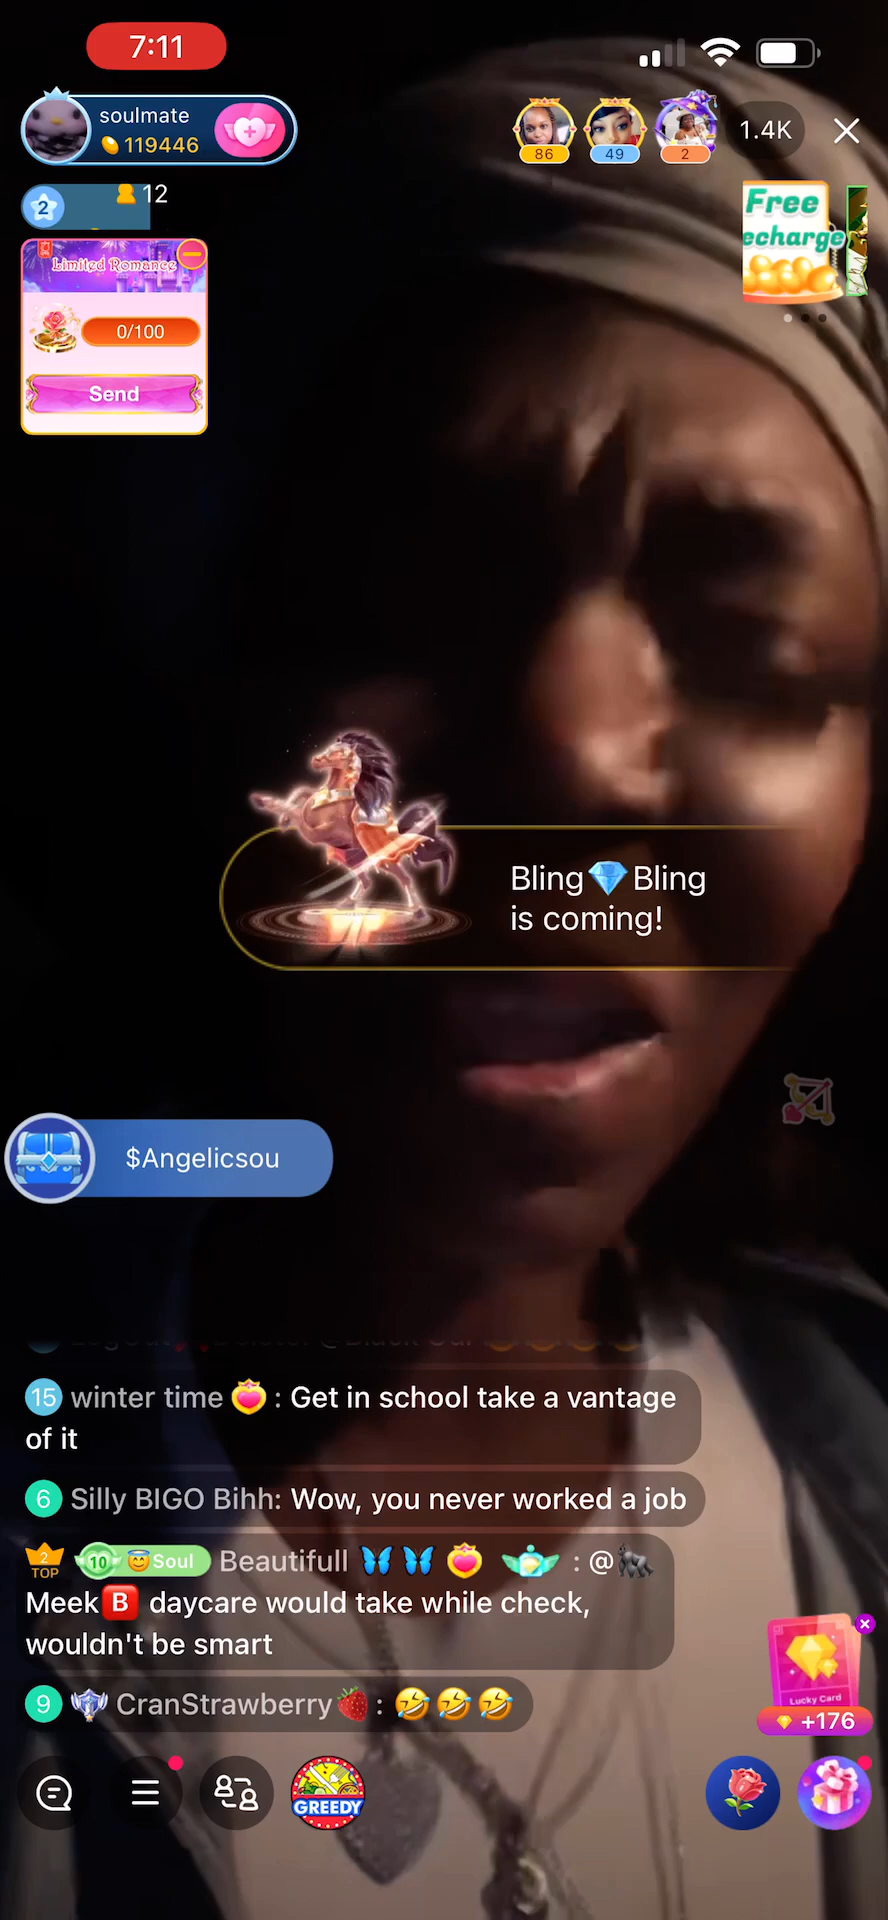 7:11
soulmate
119446
86
49
2
1.4K
2
12
Free
echarge
Limited Romance
0/100
Send
Bling💎Bling
is coming!
$Angelicsou
15 winter time : Get in school take a vantage
of it
6 Silly BIGO Bihh: Wow, you never worked a job
2 TOP 10 😇Soul Beautifull 🦋🦋 : @🦍
Meek🅱️ daycare would take while check,
wouldn't be smart
9 CranStrawberry🍓: 🤣🤣🤣
Lucky Card
+176
GREEDY